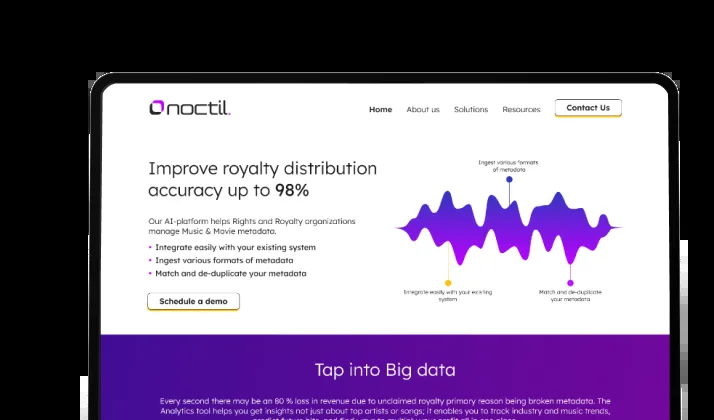 noctil.
Home About us Solutions Resources Contact Us
Improve royalty distribution
accuracy up to 98%
Our AI-platform helps Rights and Royalty organizations
manage Music & Movie metadata.
• Integrate easily with your existing system
• Ingest various formats of metadata
• Match and de-duplicate your metadata
Schedule a demo
Ingest various formats
of metadata
Integrate easily with your existing
system
Match and de-duplicate
your metadata
Tap into Big data
Every second there may be an 80 % loss in revenue due to unclaimed royalty primary reason being broken metadata. The
Analytics tool helps you get insights not just about top artists or songs; it enables you to track industry and music trends,